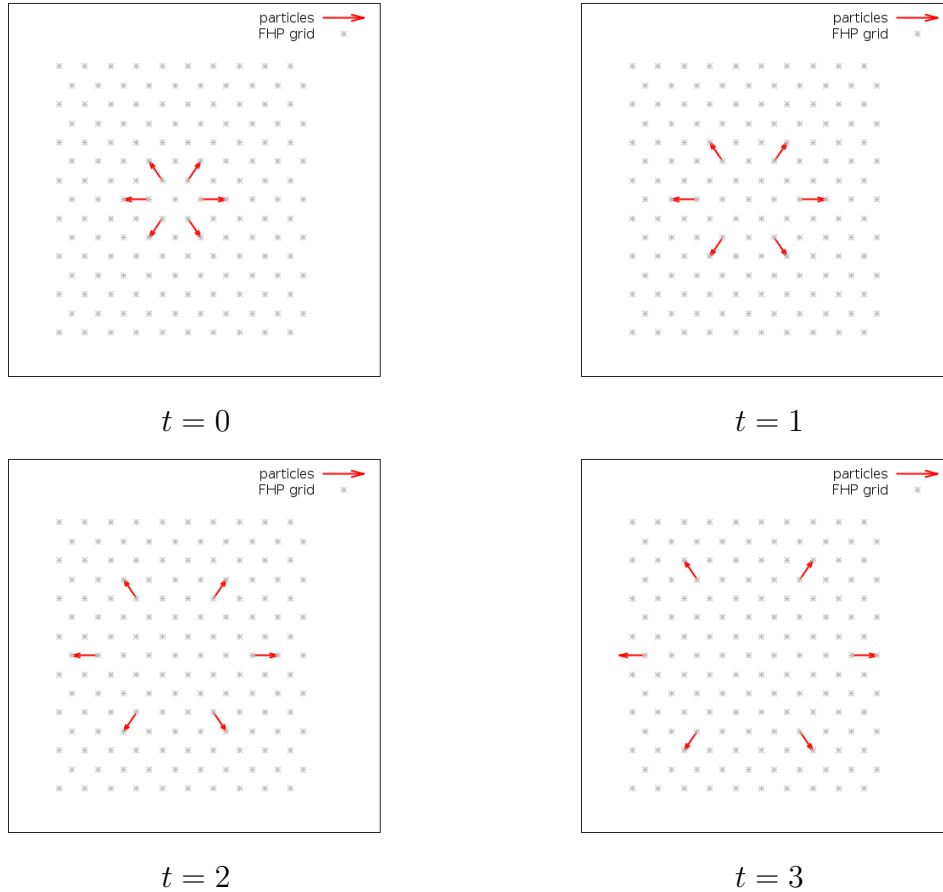 particles
FHP grid
particles
FHP grid
t = 0
t = 1
particles
FHP grid
particles
FHP grid
t = 2
t = 3